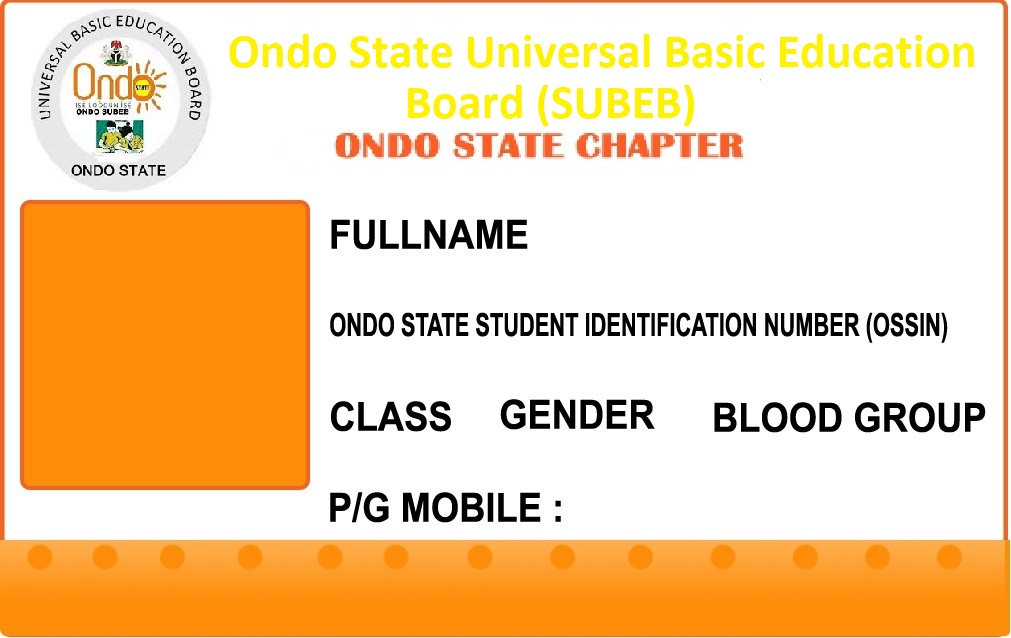 UNIVERSAL BASIC EDUCATION BOARD
Ondo
STATE
ISE LOOGUN ISE
ONDO SUBEB
ONDO STATE
Ondo State Universal Basic Education
Board (SUBEB)
ONDO STATE CHAPTER
FULLNAME
ONDO STATE STUDENT IDENTIFICATION NUMBER (OSSIN)
CLASS GENDER BLOOD GROUP
P/G MOBILE :